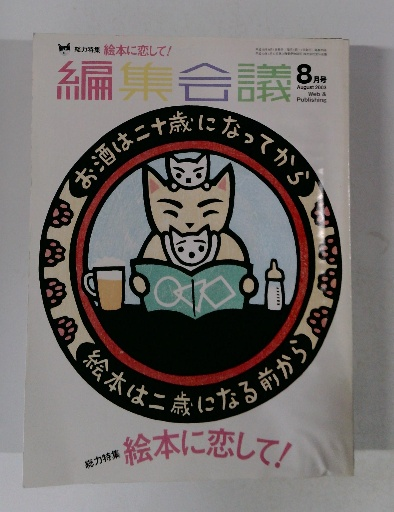 総力特集 絵本に恋して!
編集会議
8月号
August 2003
Web &
Publishing
お酒は二十歳になってから
絵本は二歳になる前から
総力特集 絵本に恋して!